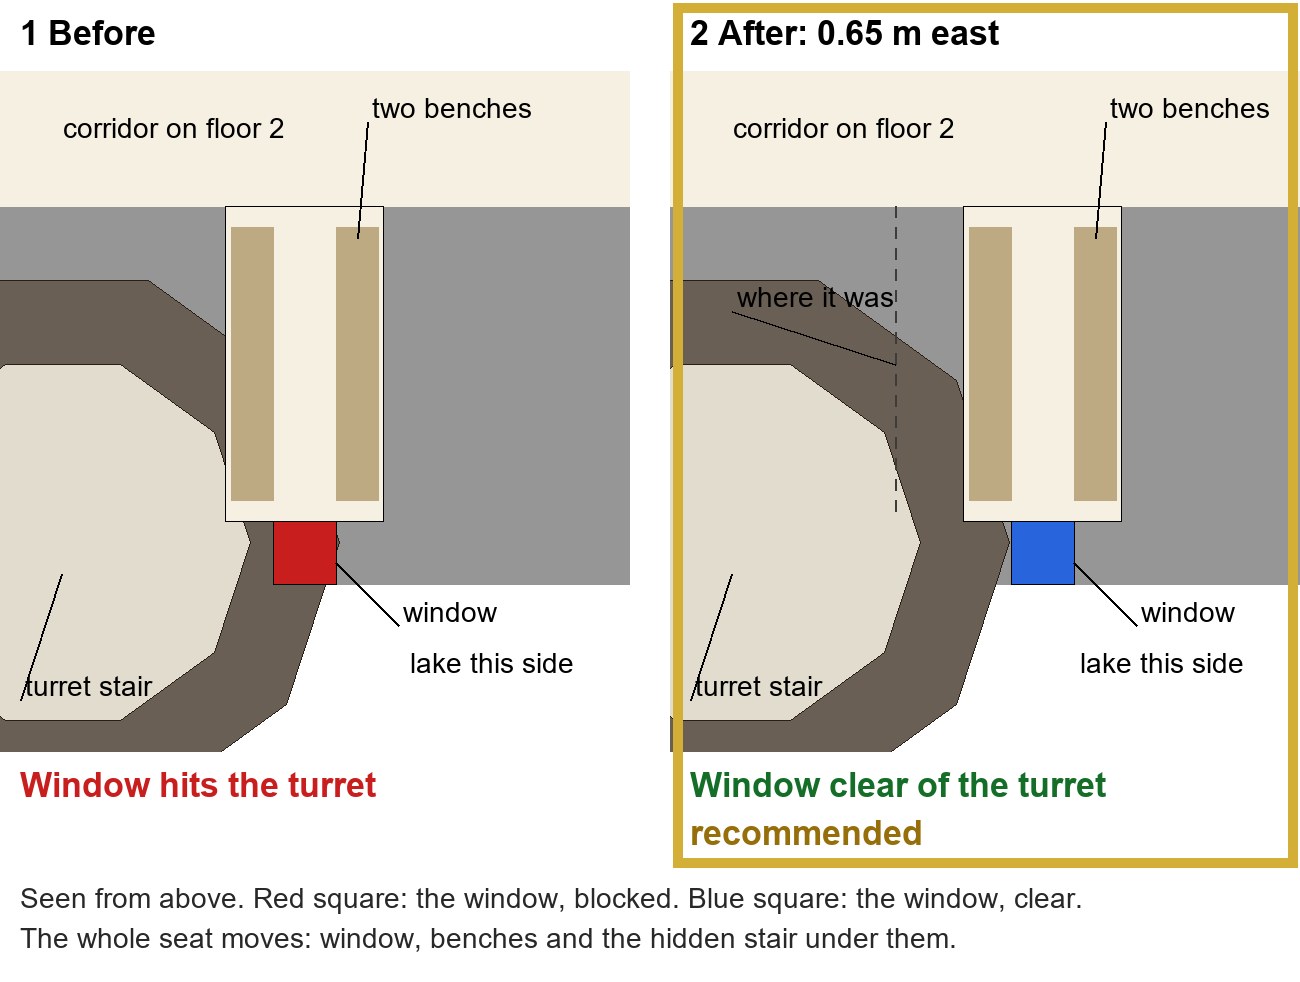 1 Before
two benches
corridor on floor 2
window
lake this side
turret stair
Window hits the turret
2 After: 0.65 m east
two benches
corridor on floor 2
where it was
window
lake this side
turret stair
Window clear of the turret
recommended
Seen from above. Red square: the window, blocked. Blue square: the window, clear.
The whole seat moves: window, benches and the hidden stair under them.